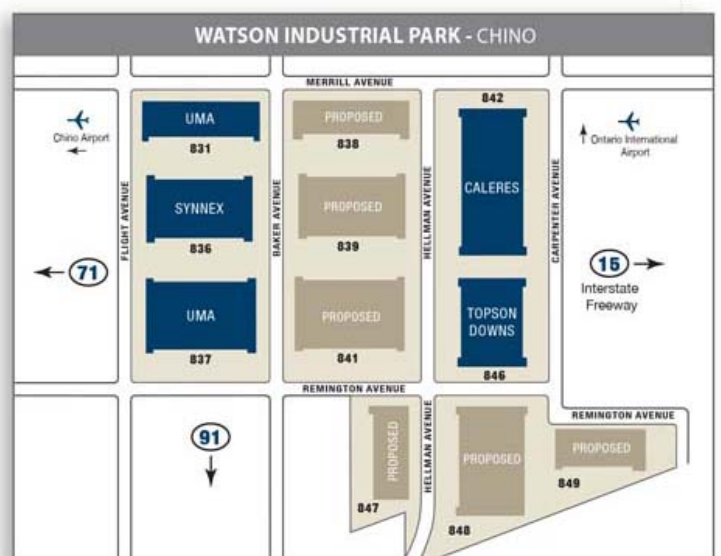 WATSON INDUSTRIAL PARK - CHINO
MERRILL AVENUE
Chino Airport
UMA
831
PROPOSED
838
842
CALERES
Ontario International
Airport
FLIGHT AVENUE
SYNNEX
836
BAKER AVENUE
PROPOSED
839
HELLMAN AVENUE
CARPENTER AVENUE
71
15
Interstate
Freeway
UMA
837
PROPOSED
841
TOPSON
DOWNS
846
REMINGTON AVENUE
REMINGTON AVENUE
91
PROPOSED
847
HELLMAN AVENUE
PROPOSED
848
PROPOSED
849